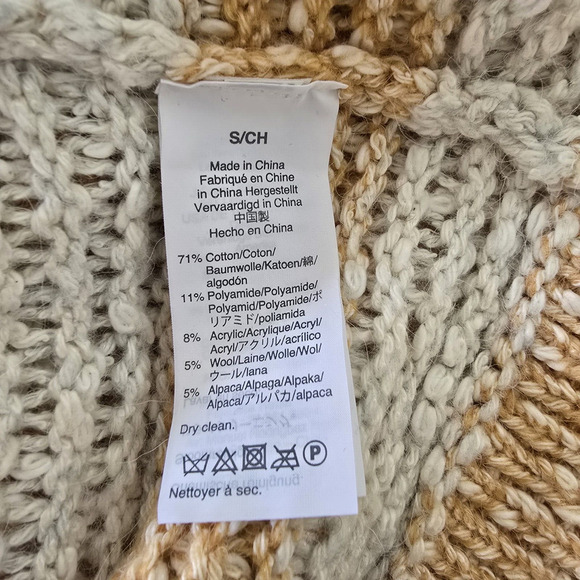 S/CH
Made in China
Fabriqué en Chine
in China Hergestellt
Vervaardigd in China
中国製
Hecho en China
71% Cotton/Coton/
Baumwolle/Katoen/綿/
algodón
11% Polyamide/Polyamide/
Polyamid/Polyamide/ポ
リアミド/poliamida
8% Acrylic/Acrylique/Acryl/
Acryl/アクリル/acrílico
5% Wool/Laine/Wolle/Wol/
ウール/lana
5% Alpaca/Alpaga/Alpaka/
Alpaca/アルパカ/alpaca
Dry clean.
P
Nettoyer à sec.